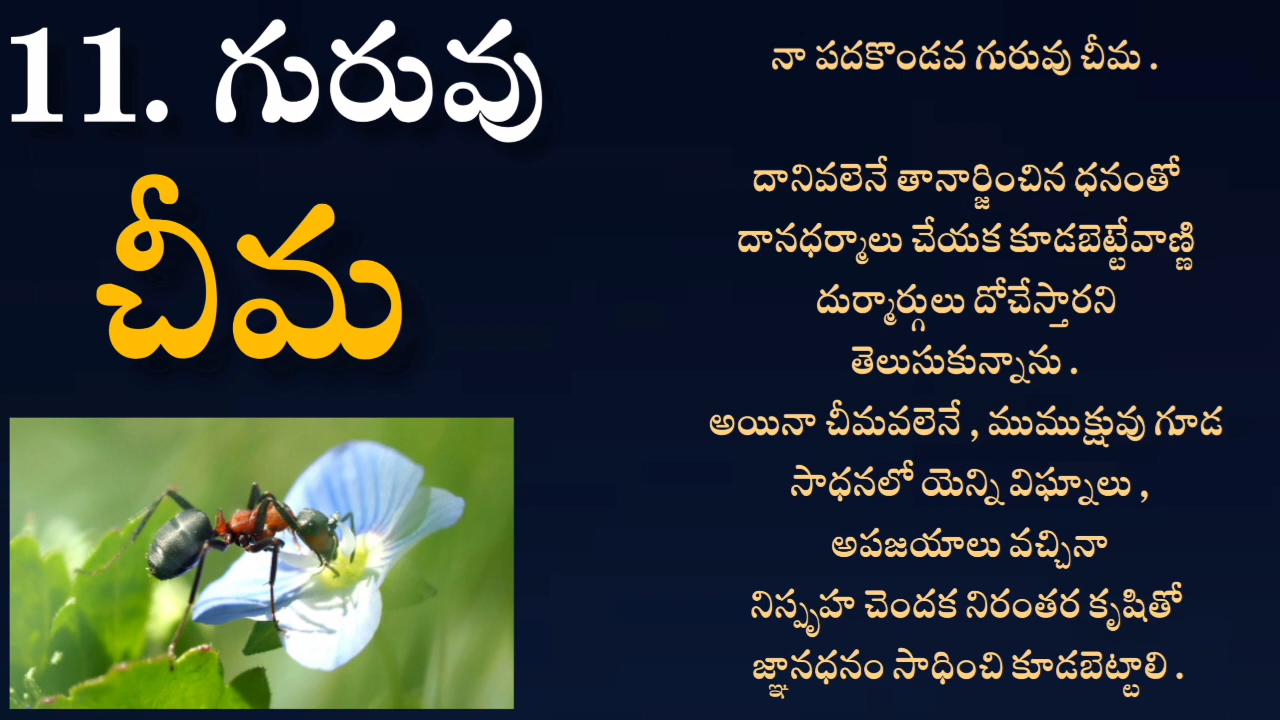 11. గురువు
చీమ
నా పదకొండవ గురువు చీమ .
దానివలెనే తానార్జించిన ధనంతో
దానధర్మాలు చేయక కూడబెట్టేవాణ్ణి
దుర్మార్గులు దోచేస్తారని
తెలుసుకున్నాను .
అయినా చీమవలెనే , ముముక్షువు గూడ
సాధనలో యెన్ని విఘ్నాలు ,
అపజయాలు వచ్చినా
నిస్పృహ చెందక నిరంతర కృషితో
జ్ఞానధనం సాధించి కూడబెట్టాలి .